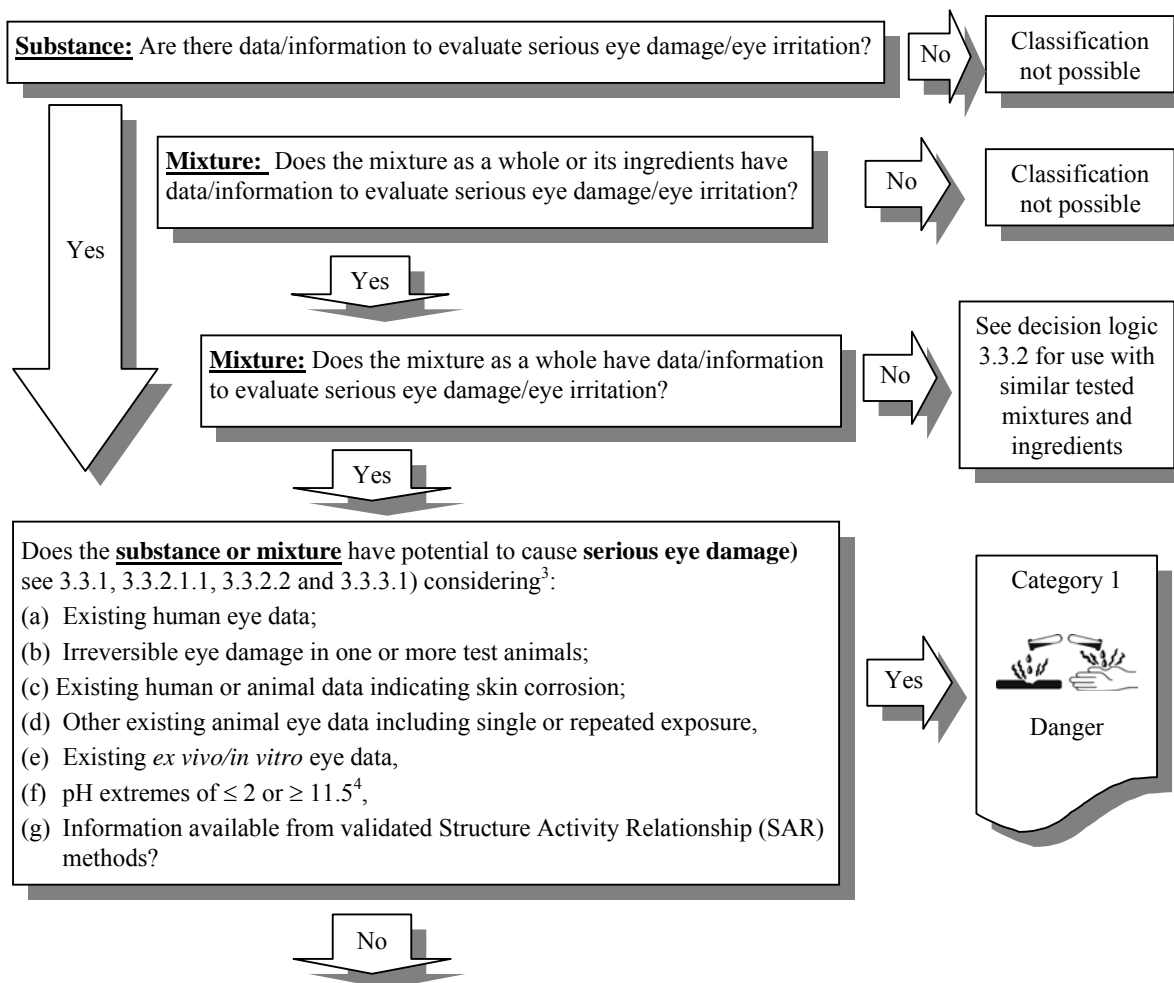 Substance: Are there data/information to evaluate serious eye damage/eye irritation?
No
Classification
not possible
Mixture: Does the mixture as a whole or its ingredients have
data/information to evaluate serious eye damage/eye irritation?
No
Classification
not possible
Yes
Yes
Mixture: Does the mixture as a whole have data/information
to evaluate serious eye damage/eye irritation?
No
See decision logic
3.3.2 for use with
similar tested
mixtures and
ingredients
Yes
Does the substance or mixture have potential to cause serious eye damage)
see 3.3.1, 3.3.2.1.1, 3.3.2.2 and 3.3.3.1) considering³:
(a) Existing human eye data;
(b) Irreversible eye damage in one or more test animals;
(c) Existing human or animal data indicating skin corrosion;
(d) Other existing animal eye data including single or repeated exposure,
(e) Existing ex vivo/in vitro eye data,
(f) pH extremes of ≤ 2 or ≥ 11.5⁴,
(g) Information available from validated Structure Activity Relationship (SAR)
methods?
Yes
Category 1
Danger
No